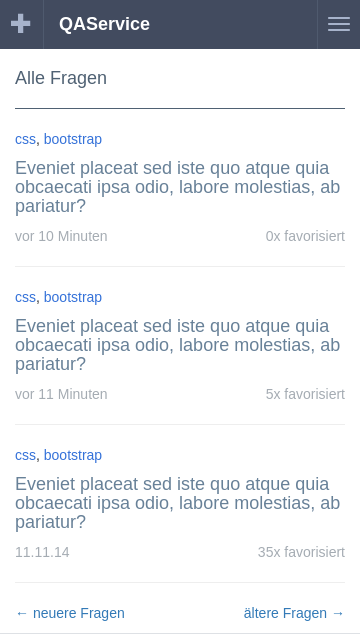 QAService
Alle Fragen
css, bootstrap
Eveniet placeat sed iste quo atque quia
obcaecati ipsa odio, labore molestias, ab
pariatur?
vor 10 Minuten 0x favorisiert
css, bootstrap
Eveniet placeat sed iste quo atque quia
obcaecati ipsa odio, labore molestias, ab
pariatur?
vor 11 Minuten 5x favorisiert
css, bootstrap
Eveniet placeat sed iste quo atque quia
obcaecati ipsa odio, labore molestias, ab
pariatur?
11.11.14 35x favorisiert
← neuere Fragen ältere Fragen →